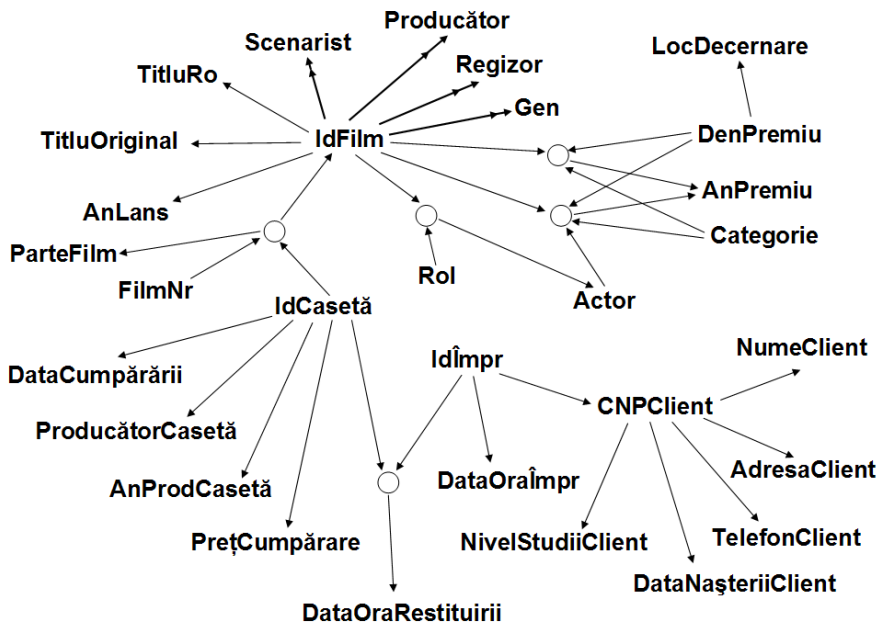 Producător
Scenarist
LocDecernare
Regizor
TitluRo
Gen
TitluOriginal
IdFilm
DenPremiu
AnPremiu
AnLans
Categorie
ParteFilm
FilmNr
Rol
Actor
IdCasetă
NumeClient
IdÎmpr
DataCumpărării
CNPClient
ProducătorCasetă
AdresaClient
AnProdCasetă
DataOraÎmpr
TelefonClient
PrețCumpărare
NivelStudiiClient
DataNaşteriiClient
DataOraRestituirii